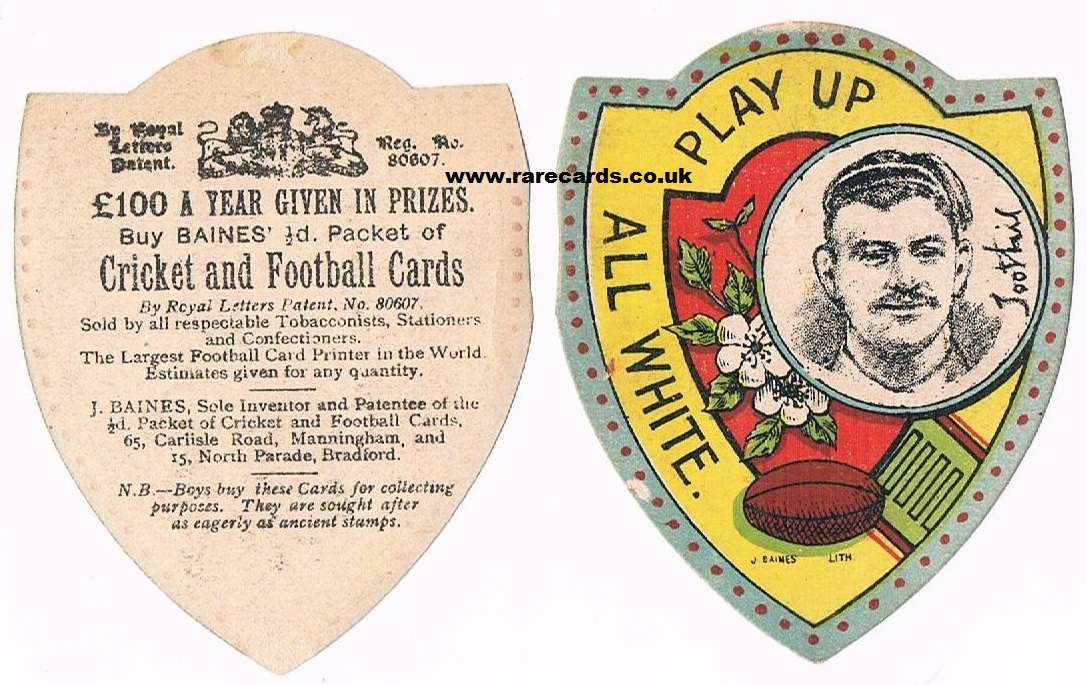 By Royal
Letters
Patent.
Reg. No.
80607.
£100 A YEAR GIVEN IN PRIZES.
Buy BAINES' ½d. Packet of
Cricket and Football Cards
By Royal Letters Patent, No. 80607.
Sold by all respectable Tobacconists, Stationers
and Confectioners.
The Largest Football Card Printer in the World.
Estimates given for any quantity.
J. BAINES, Sole Inventor and Patentee of the
½d. Packet of Cricket and Football Cards,
65, Carlisle Road, Manningham, and
15, North Parade, Bradford.
N.B.—Boys buy these Cards for collecting
purposes. They are sought after
as eagerly as ancient stamps.
www.rarecards.co.uk
PLAY UP
ALL WHITE.
Toothill
J BAINES LITH.